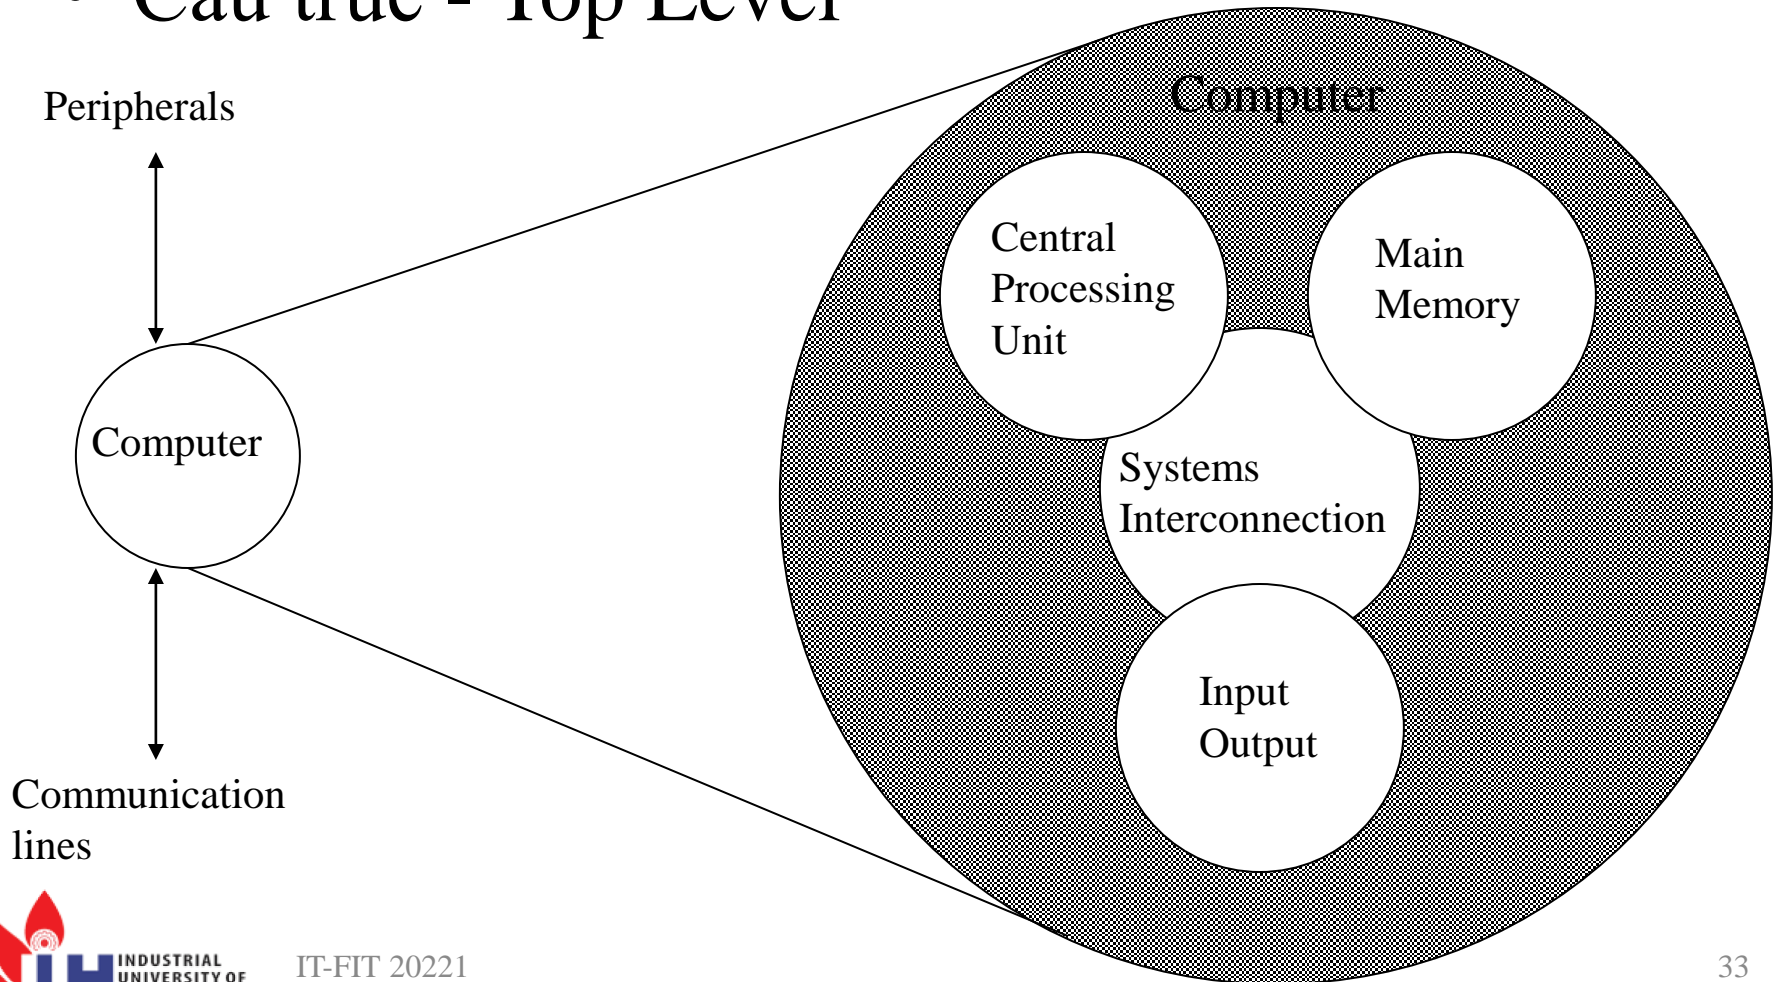 • Cấu trúc - Top Level
Peripherals
Computer
Central
Processing
Unit
Main
Memory
Computer
Systems
Interconnection
Input
Output
Communication
lines
INDUSTRIAL
UNIVERSITY OF
IT-FIT 20221
33